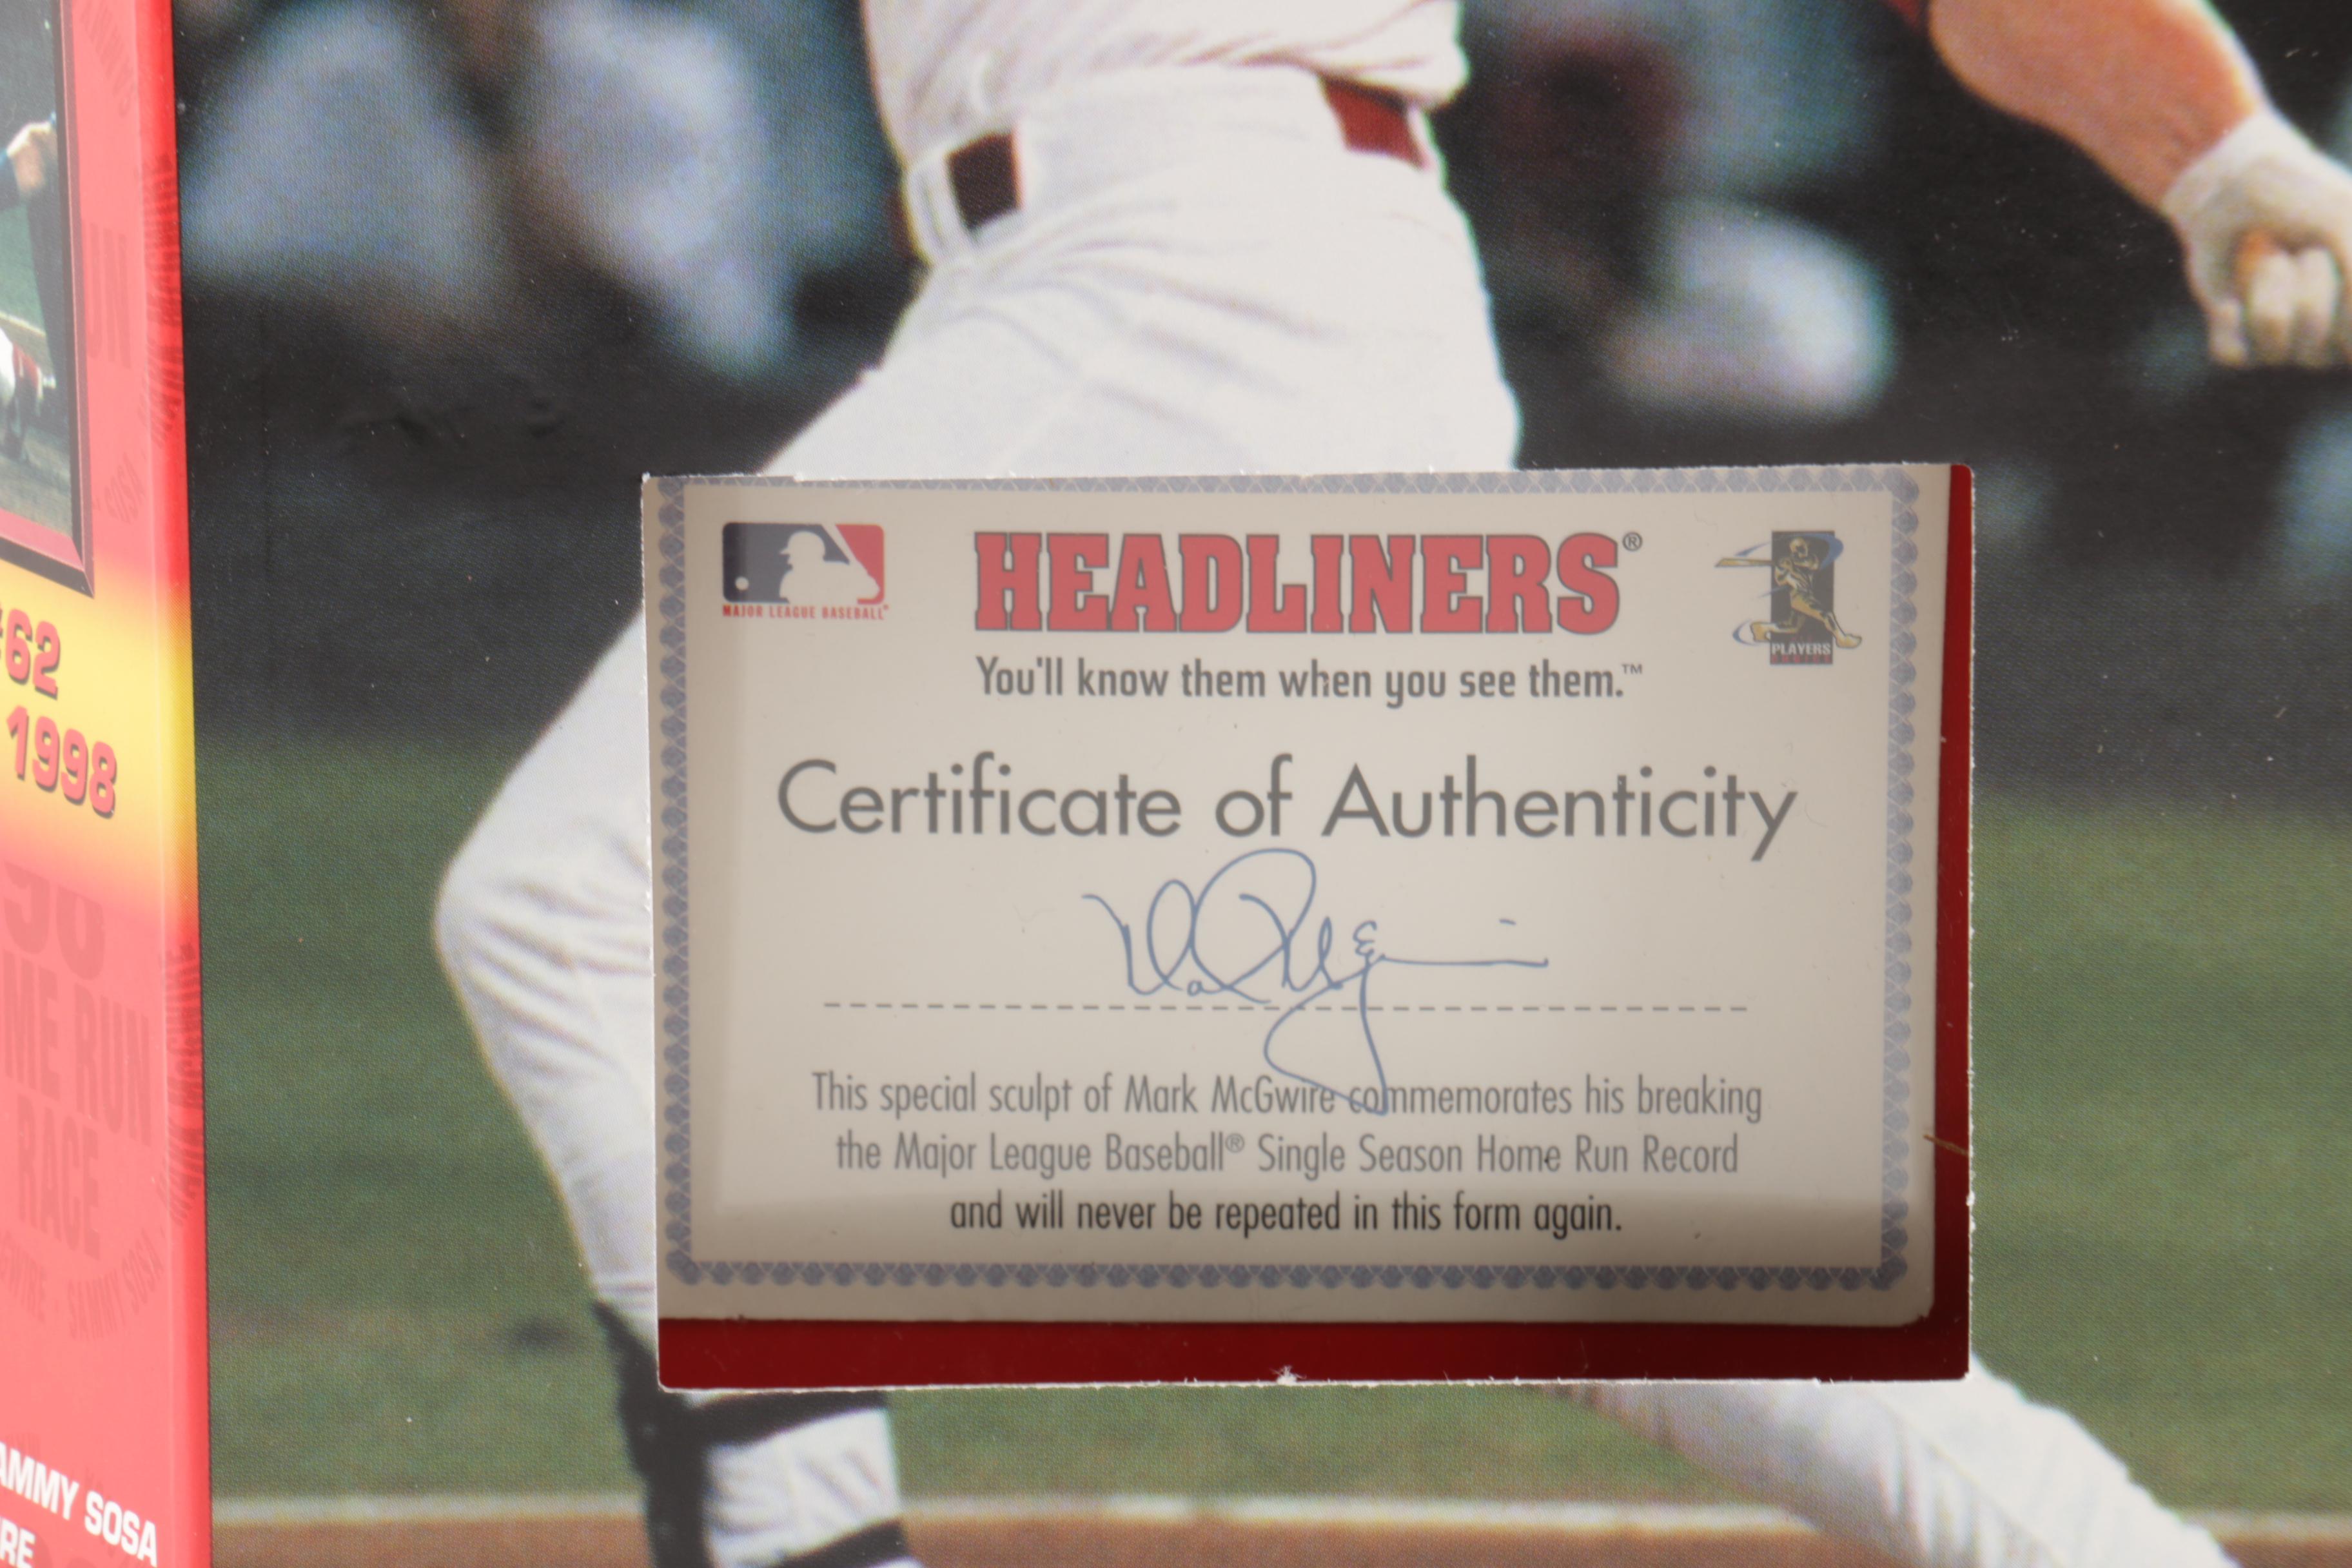 #62
1998
98
HOME RUN
RACE
SAMMY SOSA
MAJOR LEAGUE BASEBALL
HEADLINERS®
PLAYERS
CHOICE
You'll know them when you see them.™
Certificate of Authenticity
This special sculpt of Mark McGwire commemorates his breaking
the Major League Baseball® Single Season Home Run Record
and will never be repeated in this form again.